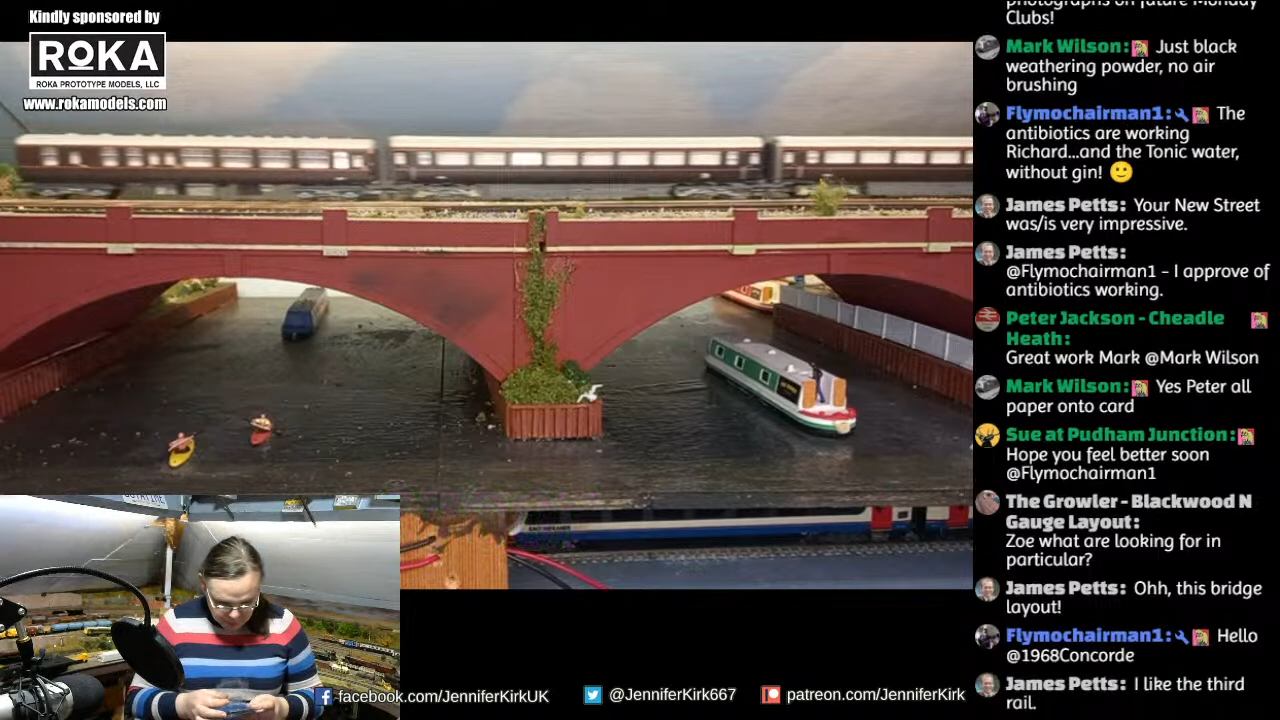 Kindly sponsored by
ROKA
ROKA PROTOTYPE MODELS, LLC
www.rokamodels.com
Clubs!
Mark Wilson: Just black
weathering powder, no air
brushing
Flymochairman1: The
antibiotics are working
Richard...and the Tonic water,
without gin! 🙂
James Petts: Your New Street
was/is very impressive.
James Petts:
@Flymochairman1 - I approve of
antibiotics working.
Peter Jackson - Cheadle
Heath:
Great work Mark @Mark Wilson
Mark Wilson: Yes Peter all
paper onto card
Sue at Pudham Junction:
Hope you feel better soon
@Flymochairman1
The Growler - Blackwood N
Gauge Layout:
Zoe what are looking for in
particular?
James Petts: Ohh, this bridge
layout!
Flymochairman1: Hello
@1968Concorde
James Petts: I like the third
rail.
facebook.com/JenniferKirkUK
@JenniferKirk667
patreon.com/JenniferKirk